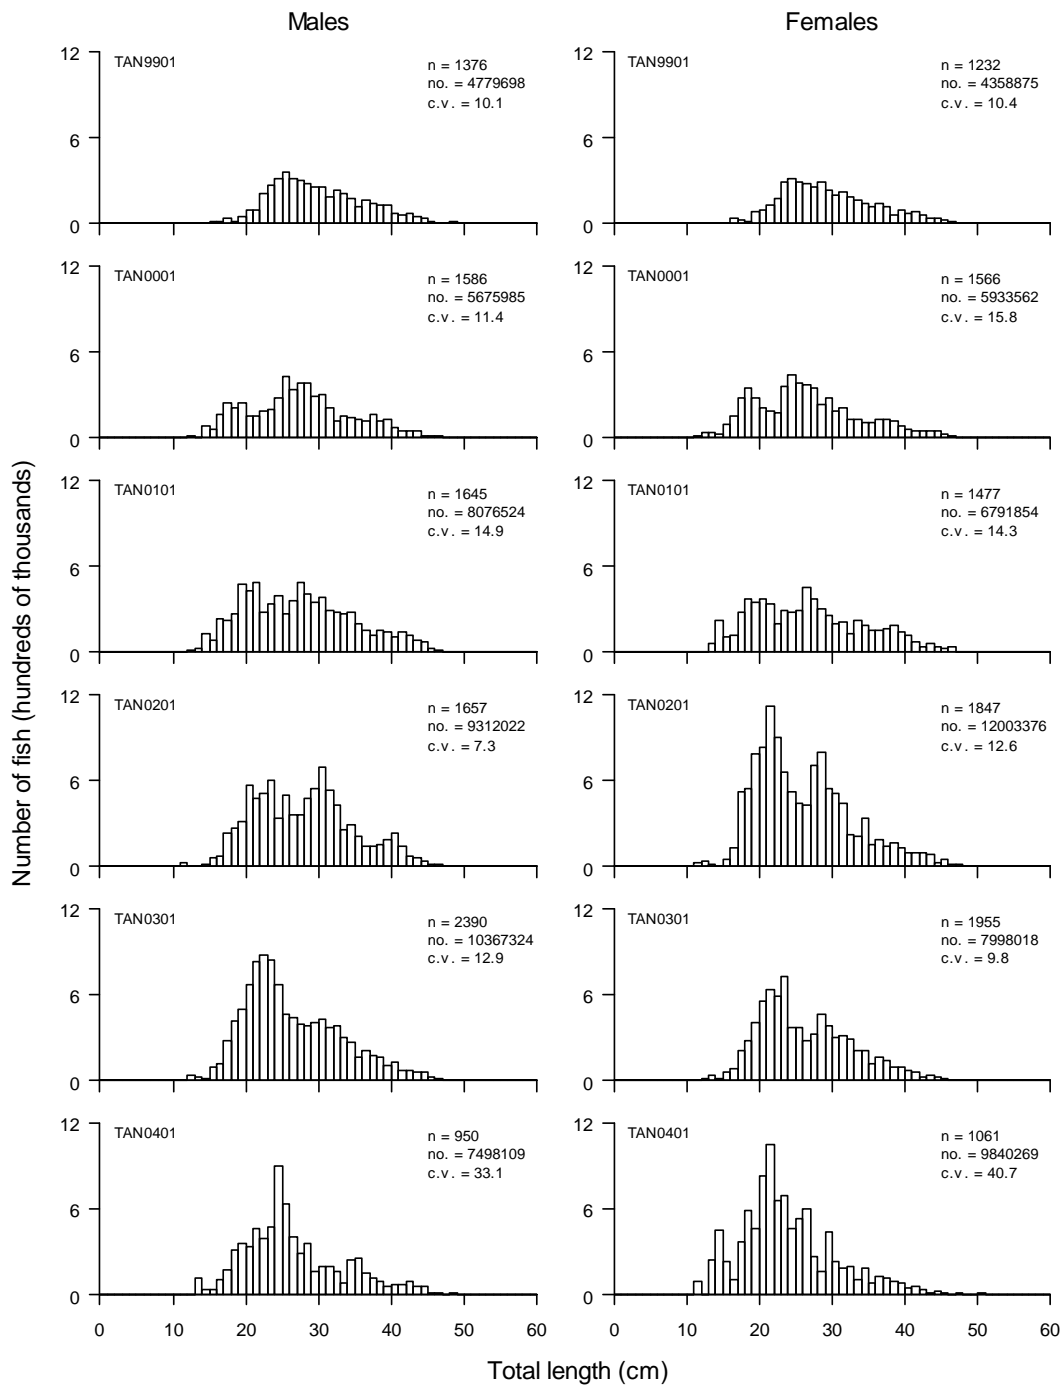 Males
Females
12
6
0
TAN9901
n = 1376
no. = 4779698
c.v. = 10.1
12
6
0
TAN9901
n = 1232
no. = 4358875
c.v. = 10.4
12
6
0
TAN0001
n = 1586
no. = 5675985
c.v. = 11.4
12
6
0
TAN0001
n = 1566
no. = 5933562
c.v. = 15.8
12
6
0
TAN0101
n = 1645
no. = 8076524
c.v. = 14.9
12
6
0
TAN0101
n = 1477
no. = 6791854
c.v. = 14.3
12
6
0
TAN0201
n = 1657
no. = 9312022
c.v. = 7.3
12
6
0
TAN0201
n = 1847
no. = 12003376
c.v. = 12.6
12
6
0
TAN0301
n = 2390
no. = 10367324
c.v. = 12.9
12
6
0
TAN0301
n = 1955
no. = 7998018
c.v. = 9.8
12
6
0
TAN0401
n = 950
no. = 7498109
c.v. = 33.1
12
6
0
TAN0401
n = 1061
no. = 9840269
c.v. = 40.7
0 10 20 30 40 50 60
0 10 20 30 40 50 60
Total length (cm)
Number of fish (hundreds of thousands)